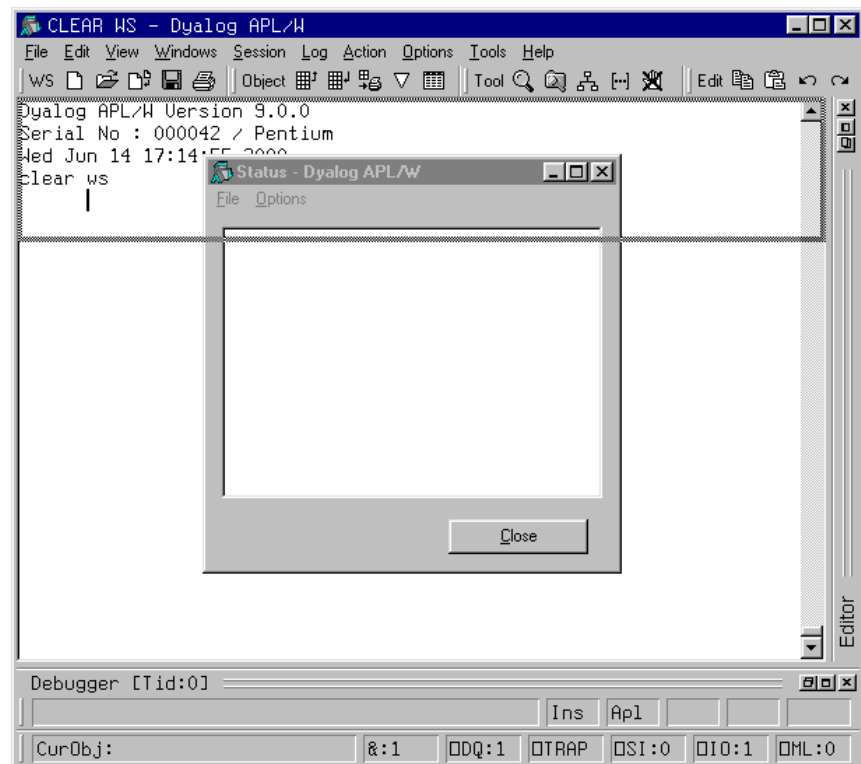 CLEAR WS - Dyalog APL/W
File Edit View Windows Session Log Action Options Tools Help
WS Object Tool Edit
Dyalog APL/W Version 9.0.0
Serial No : 000042 / Pentium
Wed Jun 14 17:14:55 2000
clear ws
Status - Dyalog APL/W
File Options
Close
Editor
Debugger [Tid:0]
Ins Apl
CurObj: &:1 ⎕DQ:1 ⎕TRAP ⎕SI:0 ⎕IO:1 ⎕ML:0